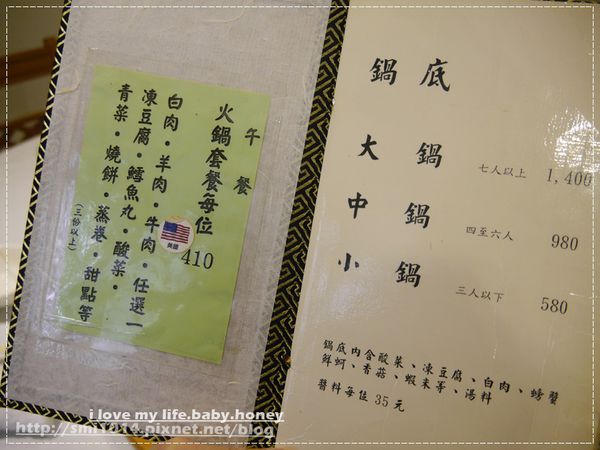 午餐
火鍋套餐每位
410
白肉・羊肉・牛肉・任選一
凍豆腐・鱈魚丸・酸菜・
青菜・燒餅・蒸卷・甜點等
(三份以上)
美國
鍋底
大鍋 七人以上 1,400
中鍋 四至六人 980
小鍋 三人以下 580
鍋底內含酸菜、凍豆腐、白肉、螃蟹
鮮蚵、香菇、蝦米等、湯料
醬料每位35元
i love my life.baby.honey
http://smi1014.pixnet.net/blog